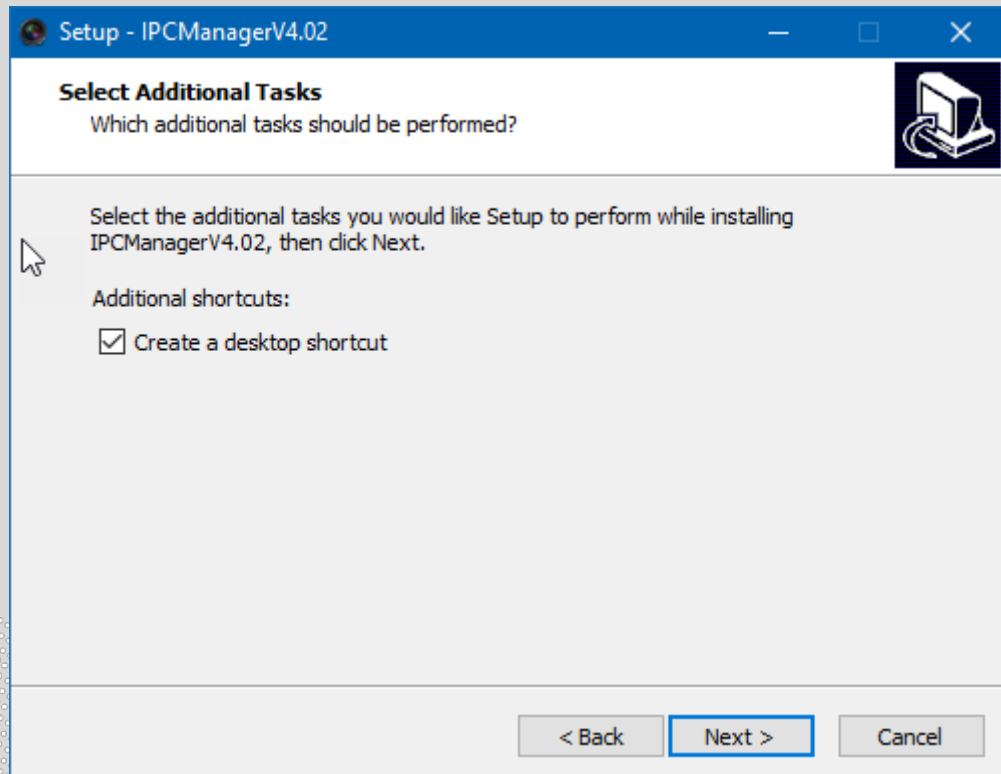 Setup - IPCManagerV4.02
Select Additional Tasks
Which additional tasks should be performed?
Select the additional tasks you would like Setup to perform while installing
IPCManagerV4.02, then click Next.
Additional shortcuts:
Create a desktop shortcut
< Back Next > Cancel